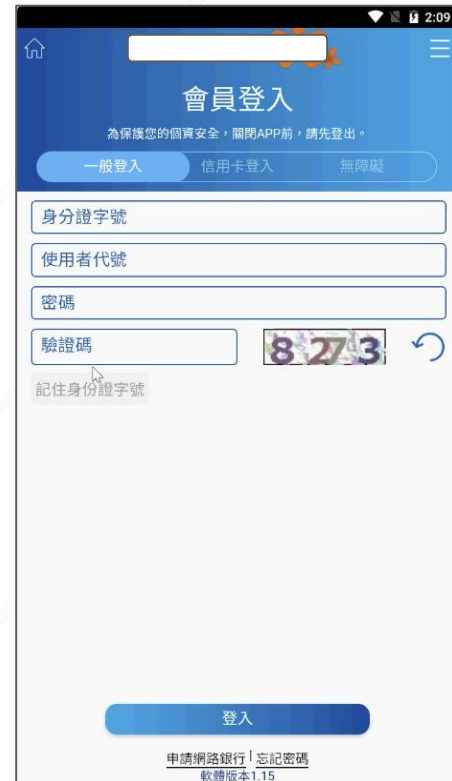 2:09
會員登入
為保護您的個資安全，關閉APP前，請先登出。
一般登入 信用卡登入 無障礙
身分證字號
使用者代號
密碼
驗證碼 8273
記住身份證字號
登入
申請網路銀行 | 忘記密碼
軟體版本1.15